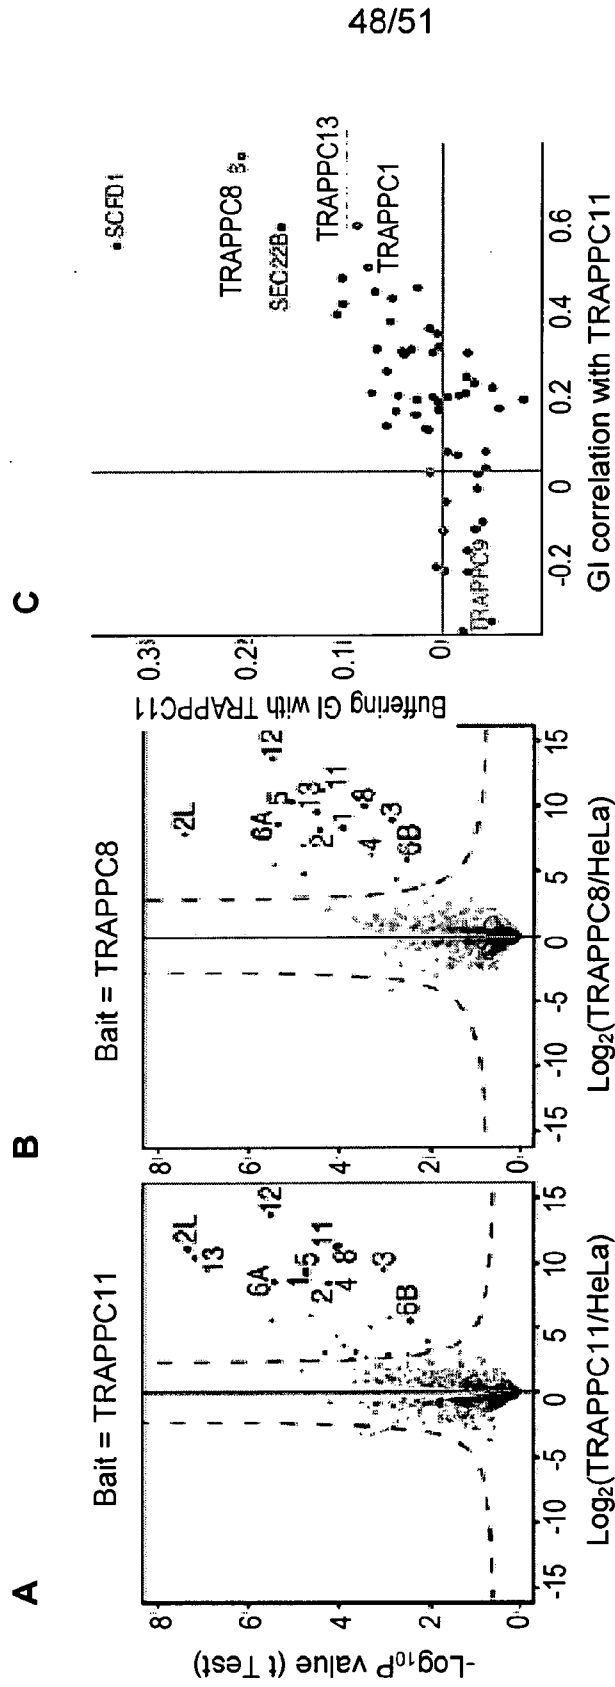 48/51
A
Bait = TRAPPC11
-Log10P value (t Test)
8
6
4
2
0
-15
-10
-5
0
5
10
15
Log2(TRAPPC11/HeLa)
2L
13
12
6A
1
5
11
2
4
8
3
6B
B
Bait = TRAPPC8
8
6
4
2
0
-15
-10
-5
0
5
10
15
Log2(TRAPPC8/HeLa)
2L
12
6A
5
13
11
2
1
8
4
3
6B
C
Buffering GI with TRAPPC11
0.3
0.2
0.1
0
-0.2
0
0.2
0.4
0.6
GI correlation with TRAPPC11
SCFD1
TRAPPC8
SEC22B
TRAPPC13
TRAPPC1
TRAPPC9